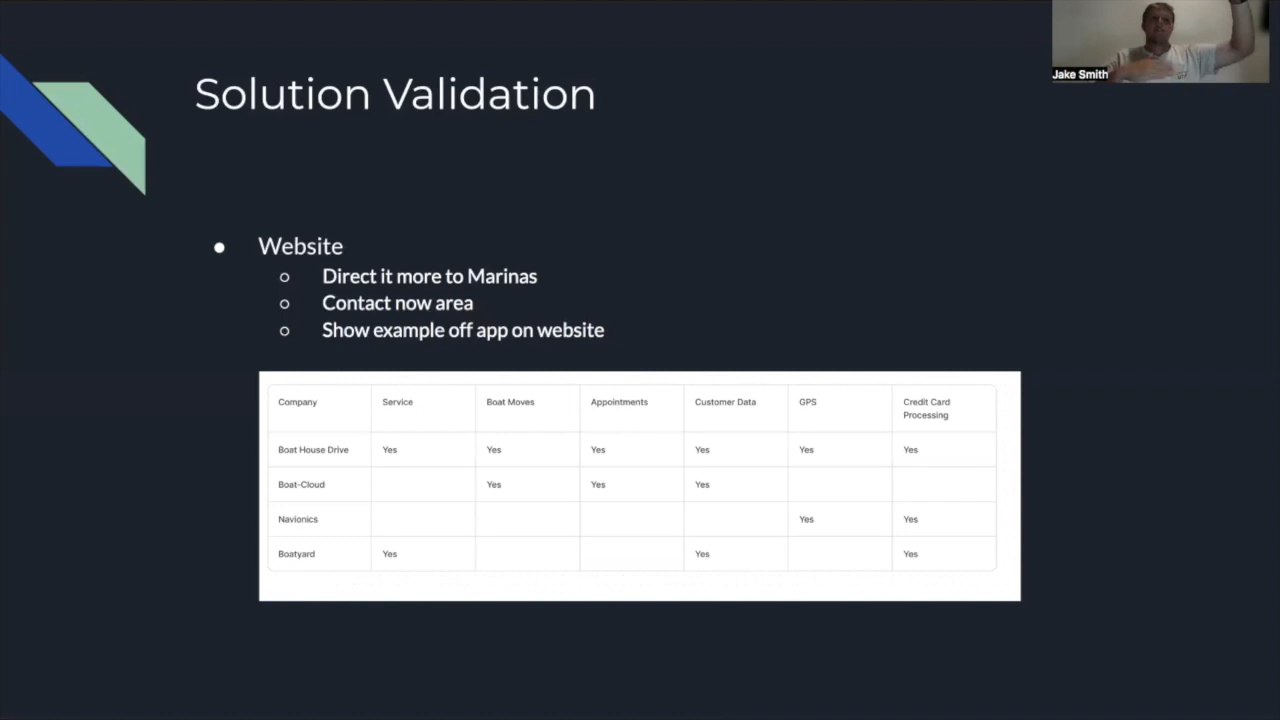 Jake Smith
Solution Validation
● Website
○ Direct it more to Marinas
○ Contact now area
○ Show example off app on website
Company Service Boat Moves Appointments Customer Data GPS Credit Card Processing
Boat House Drive Yes Yes Yes Yes Yes Yes
Boat-Cloud Yes Yes Yes
Navionics Yes Yes
Boatyard Yes Yes Yes